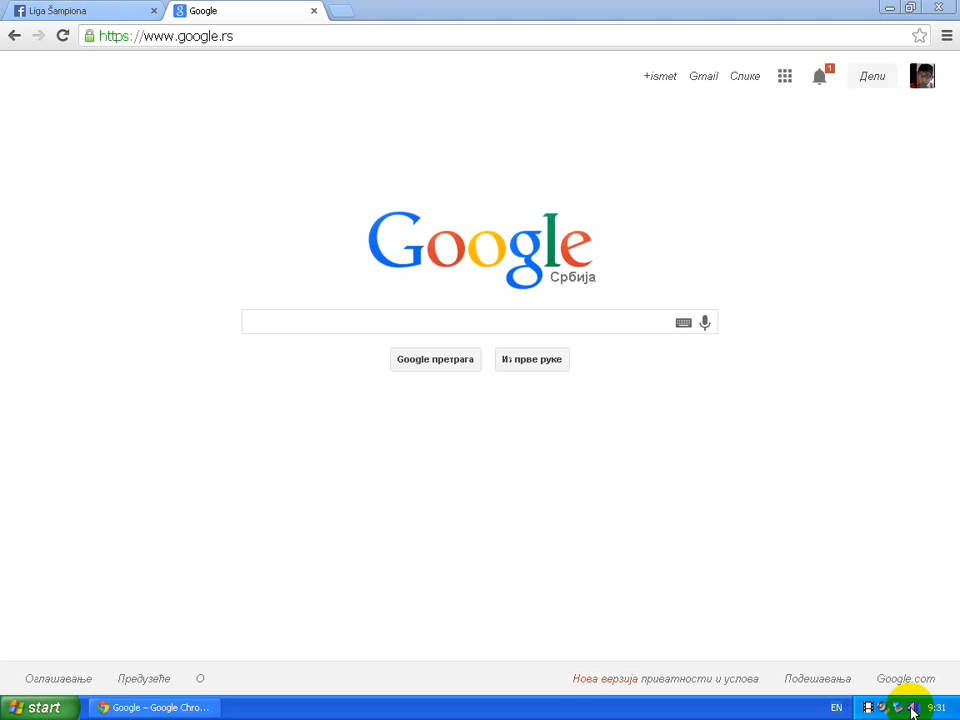 Liga Šampiona
Google
https://www.google.rs
+ismet Gmail Слике
1
Дели
Google
Србија
Google претрага
Из прве руке
Оглашавање Предузеће О
Нова верзија приватности и услова Подешавања Google.com
start
Google – Google Chro...
EN
9:31